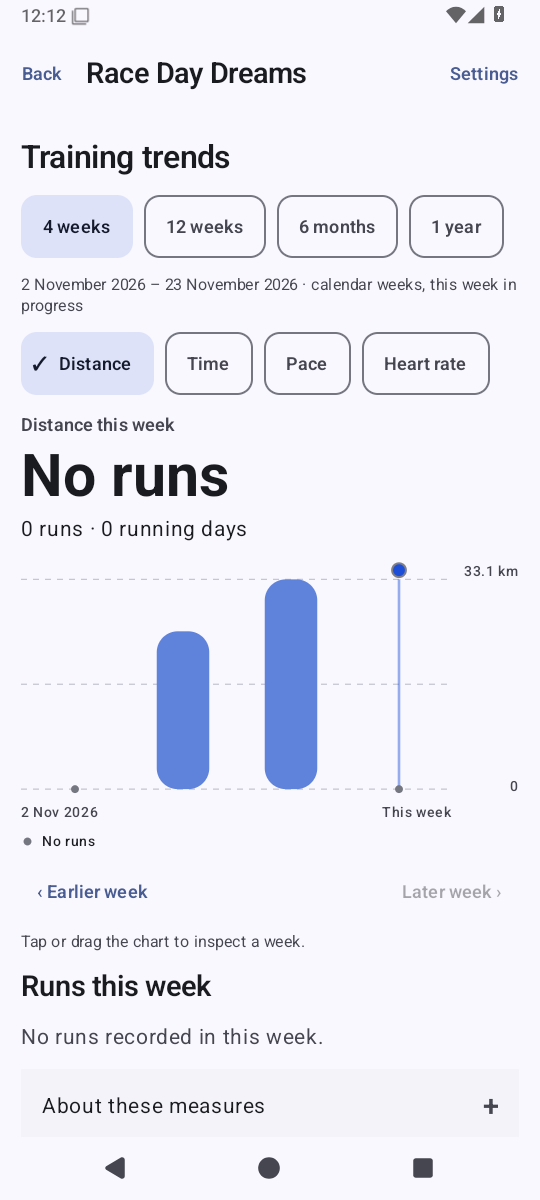 12:12
Back Race Day Dreams Settings
Training trends
4 weeks 12 weeks 6 months 1 year
2 November 2026 – 23 November 2026 · calendar weeks, this week in
progress
✓ Distance Time Pace Heart rate
Distance this week
No runs
0 runs · 0 running days
33.1 km
0
2 Nov 2026 This week
No runs
‹ Earlier week Later week ›
Tap or drag the chart to inspect a week.
Runs this week
No runs recorded in this week.
About these measures +